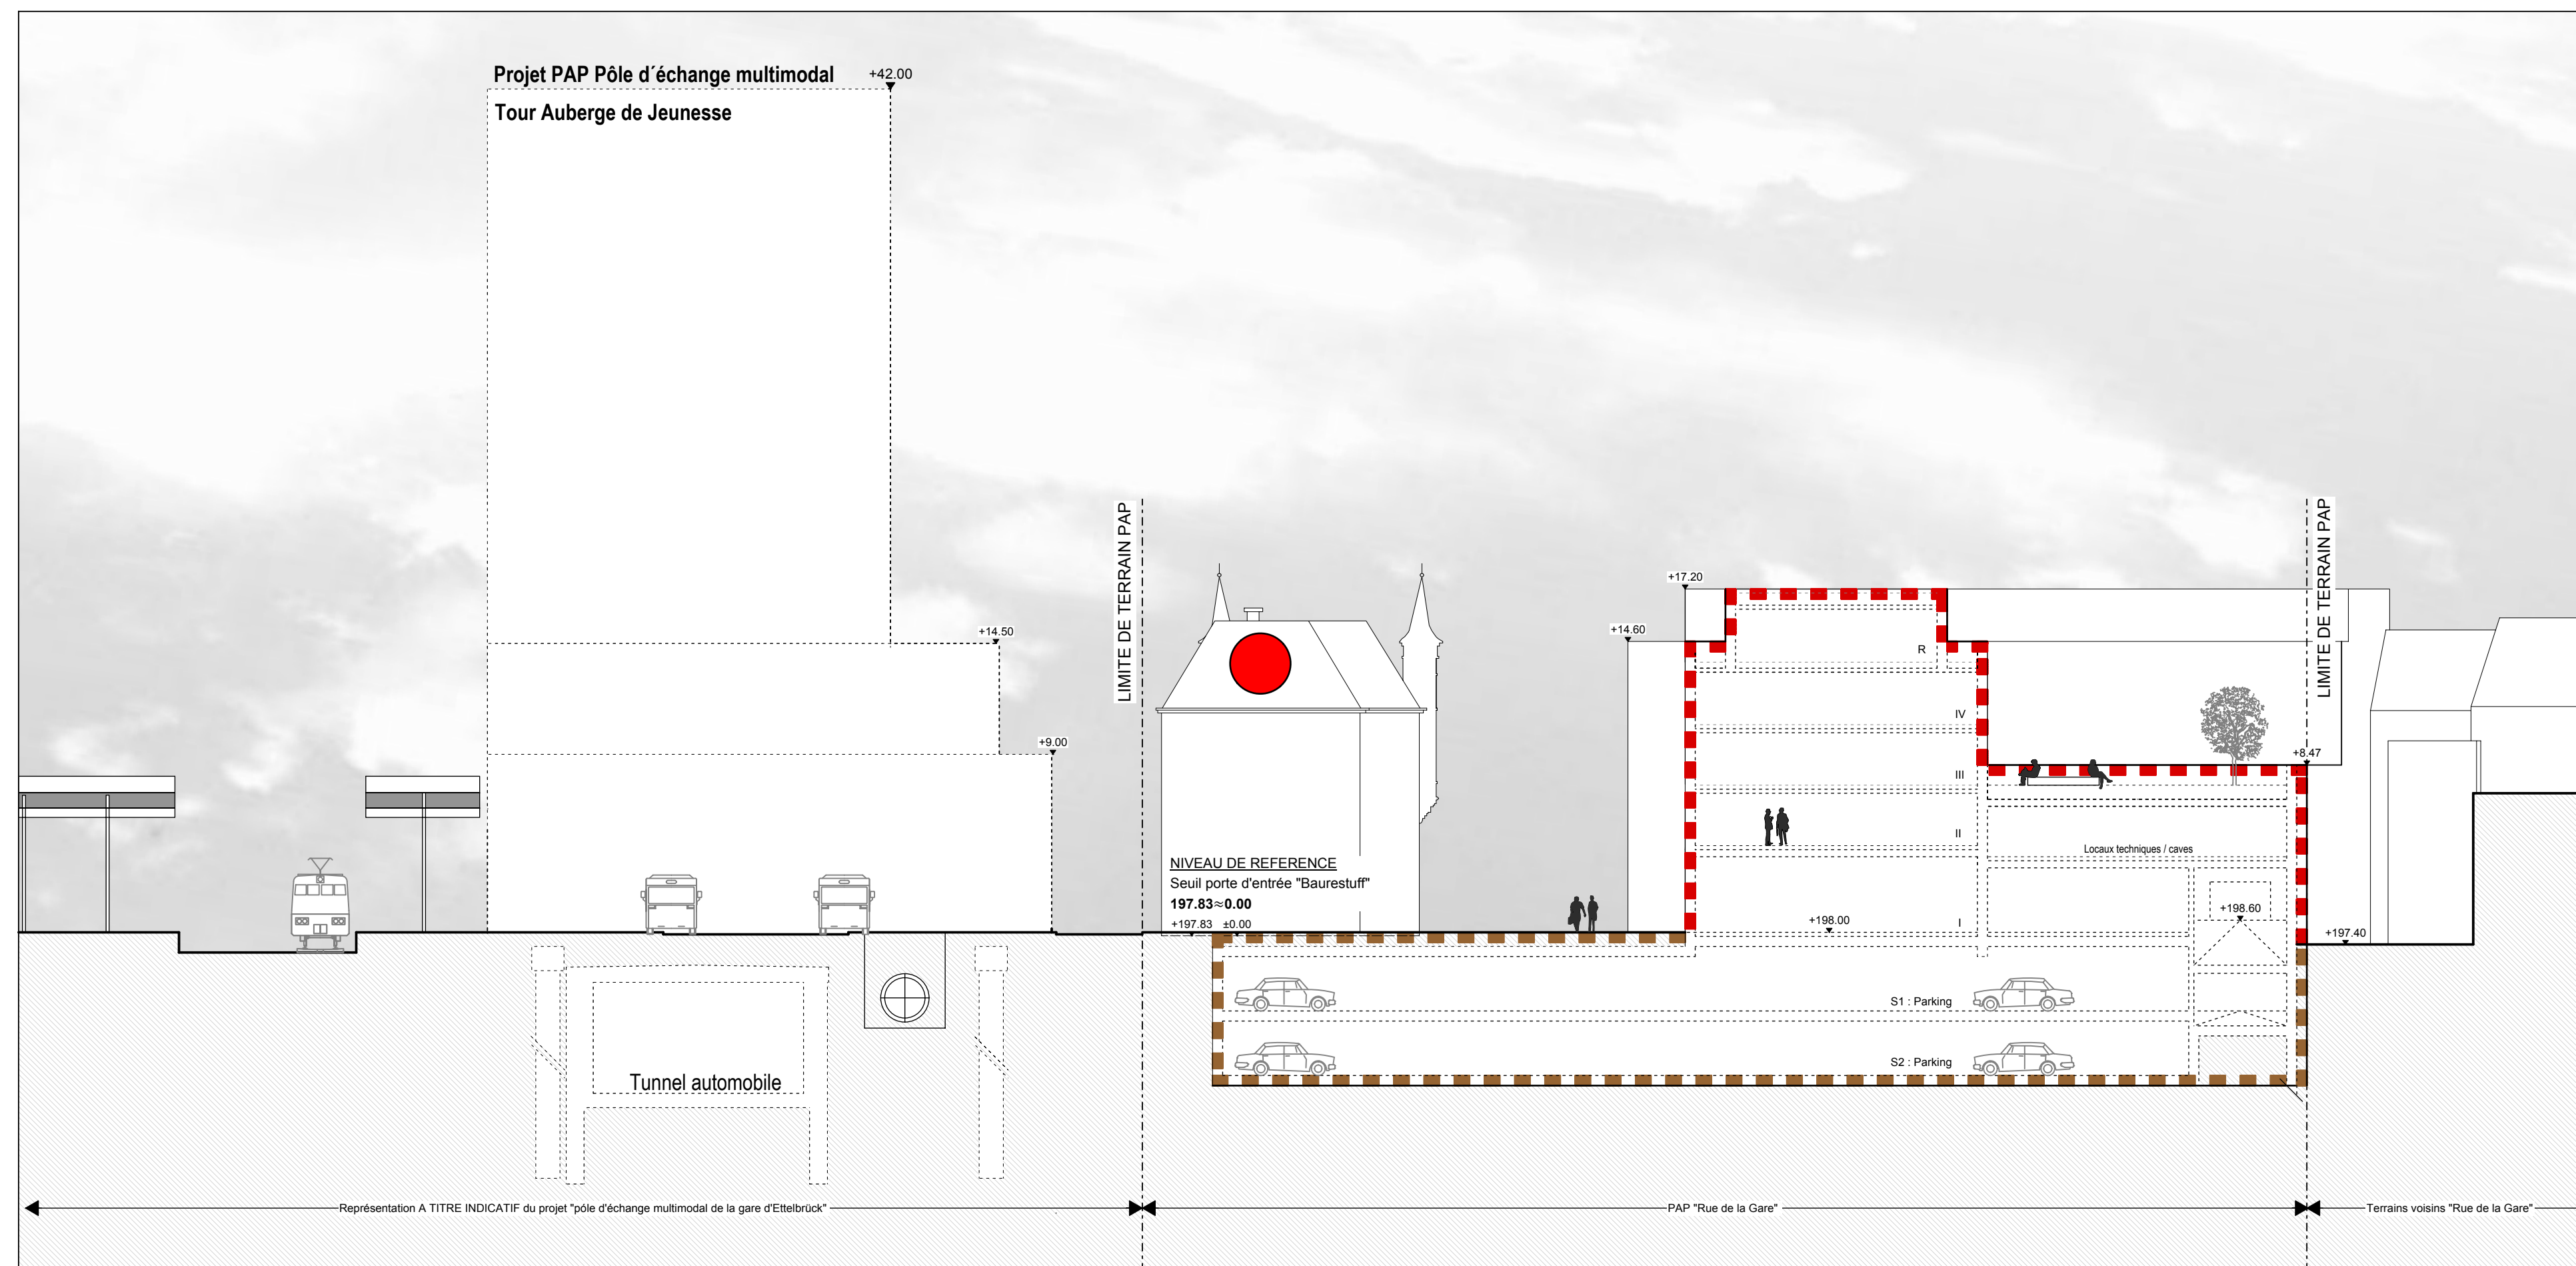 Projet PAP Pôle d´échange multimodal
+42.00
Tour Auberge de Jeunesse
LIMITE DE TERRAIN PAP
LIMITE DE TERRAIN PAP
+17.20
+14.60
+14.50
R
IV
+9.00
+8.47
III
II
Locaux techniques / caves
NIVEAU DE REFERENCE
Seuil porte d'entrée "Baurestuff"
197.83≈0.00
+197.83 ±0.00
+198.00
I
+198.60
+197.40
S1 : Parking
S2 : Parking
Tunnel automobile
Représentation A TITRE INDICATIF du projet "pôle d'échange multimodal de la gare d'Ettelbrück"
PAP "Rue de la Gare"
Terrains voisins "Rue de la Gare"